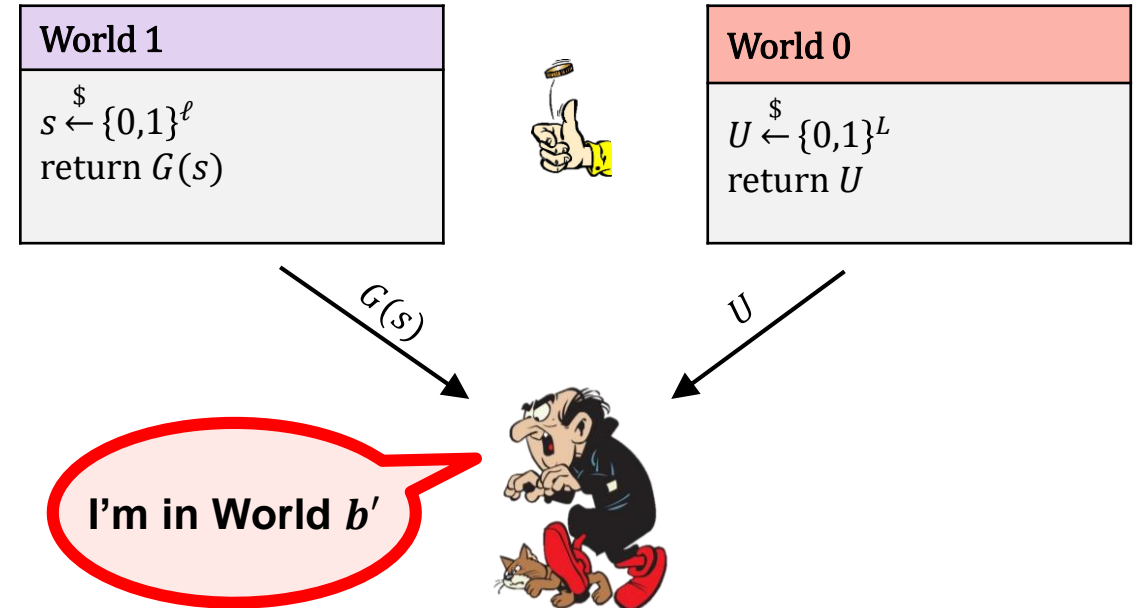 World 1
s $← {0,1}^ℓ
return G(s)
World 0
U $← {0,1}^L
return U
G(s)
U
I'm in World b′